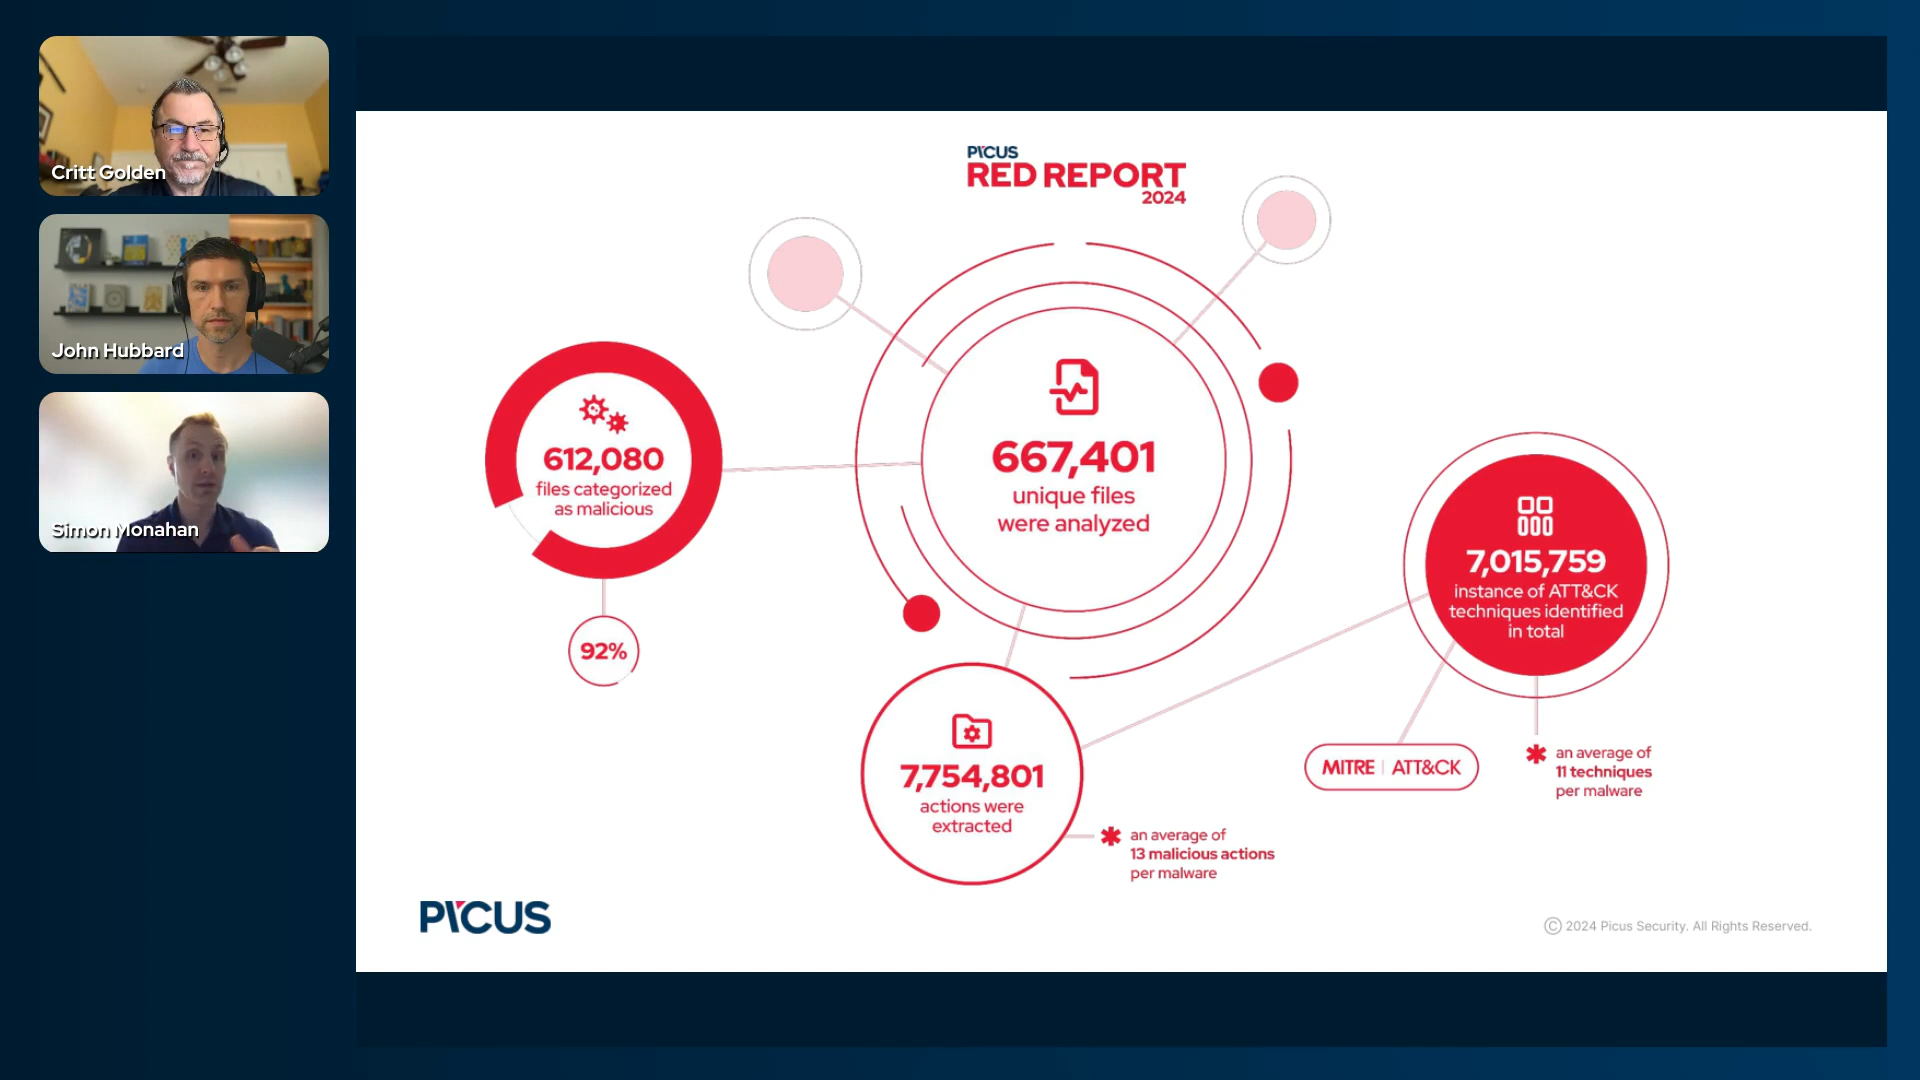 Critt Golden
John Hubbard
Simon Monahan
PICUS
RED REPORT
2024
612,080
files categorized
as malicious
92%
667,401
unique files
were analyzed
7,754,801
actions were
extracted
* an average of
13 malicious actions
per malware
7,015,759
instance of ATT&CK
techniques identified
in total
MITRE | ATT&CK
* an average of
11 techniques
per malware
PICUS
© 2024 Picus Security. All Rights Reserved.